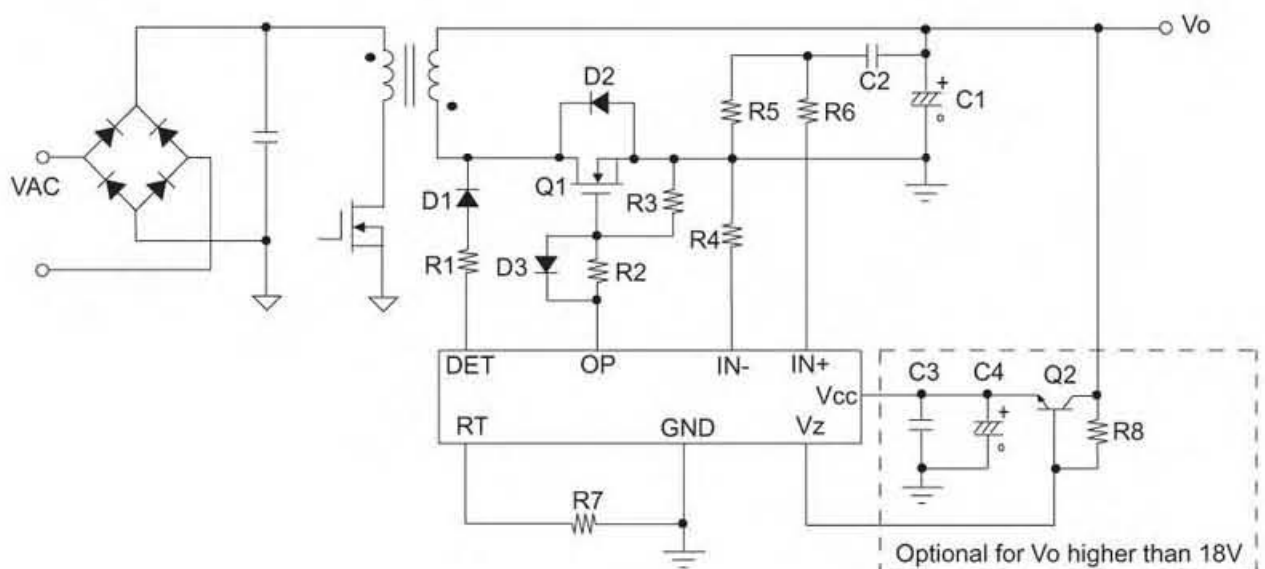 Vo
D2
C2
C1
R5
R6
VAC
D1
Q1
R3
R1
D3
R2
R4
DET
OP
IN-
IN+
C3
C4
Q2
Vcc
RT
GND
Vz
R8
R7
Optional for Vo higher than 18V